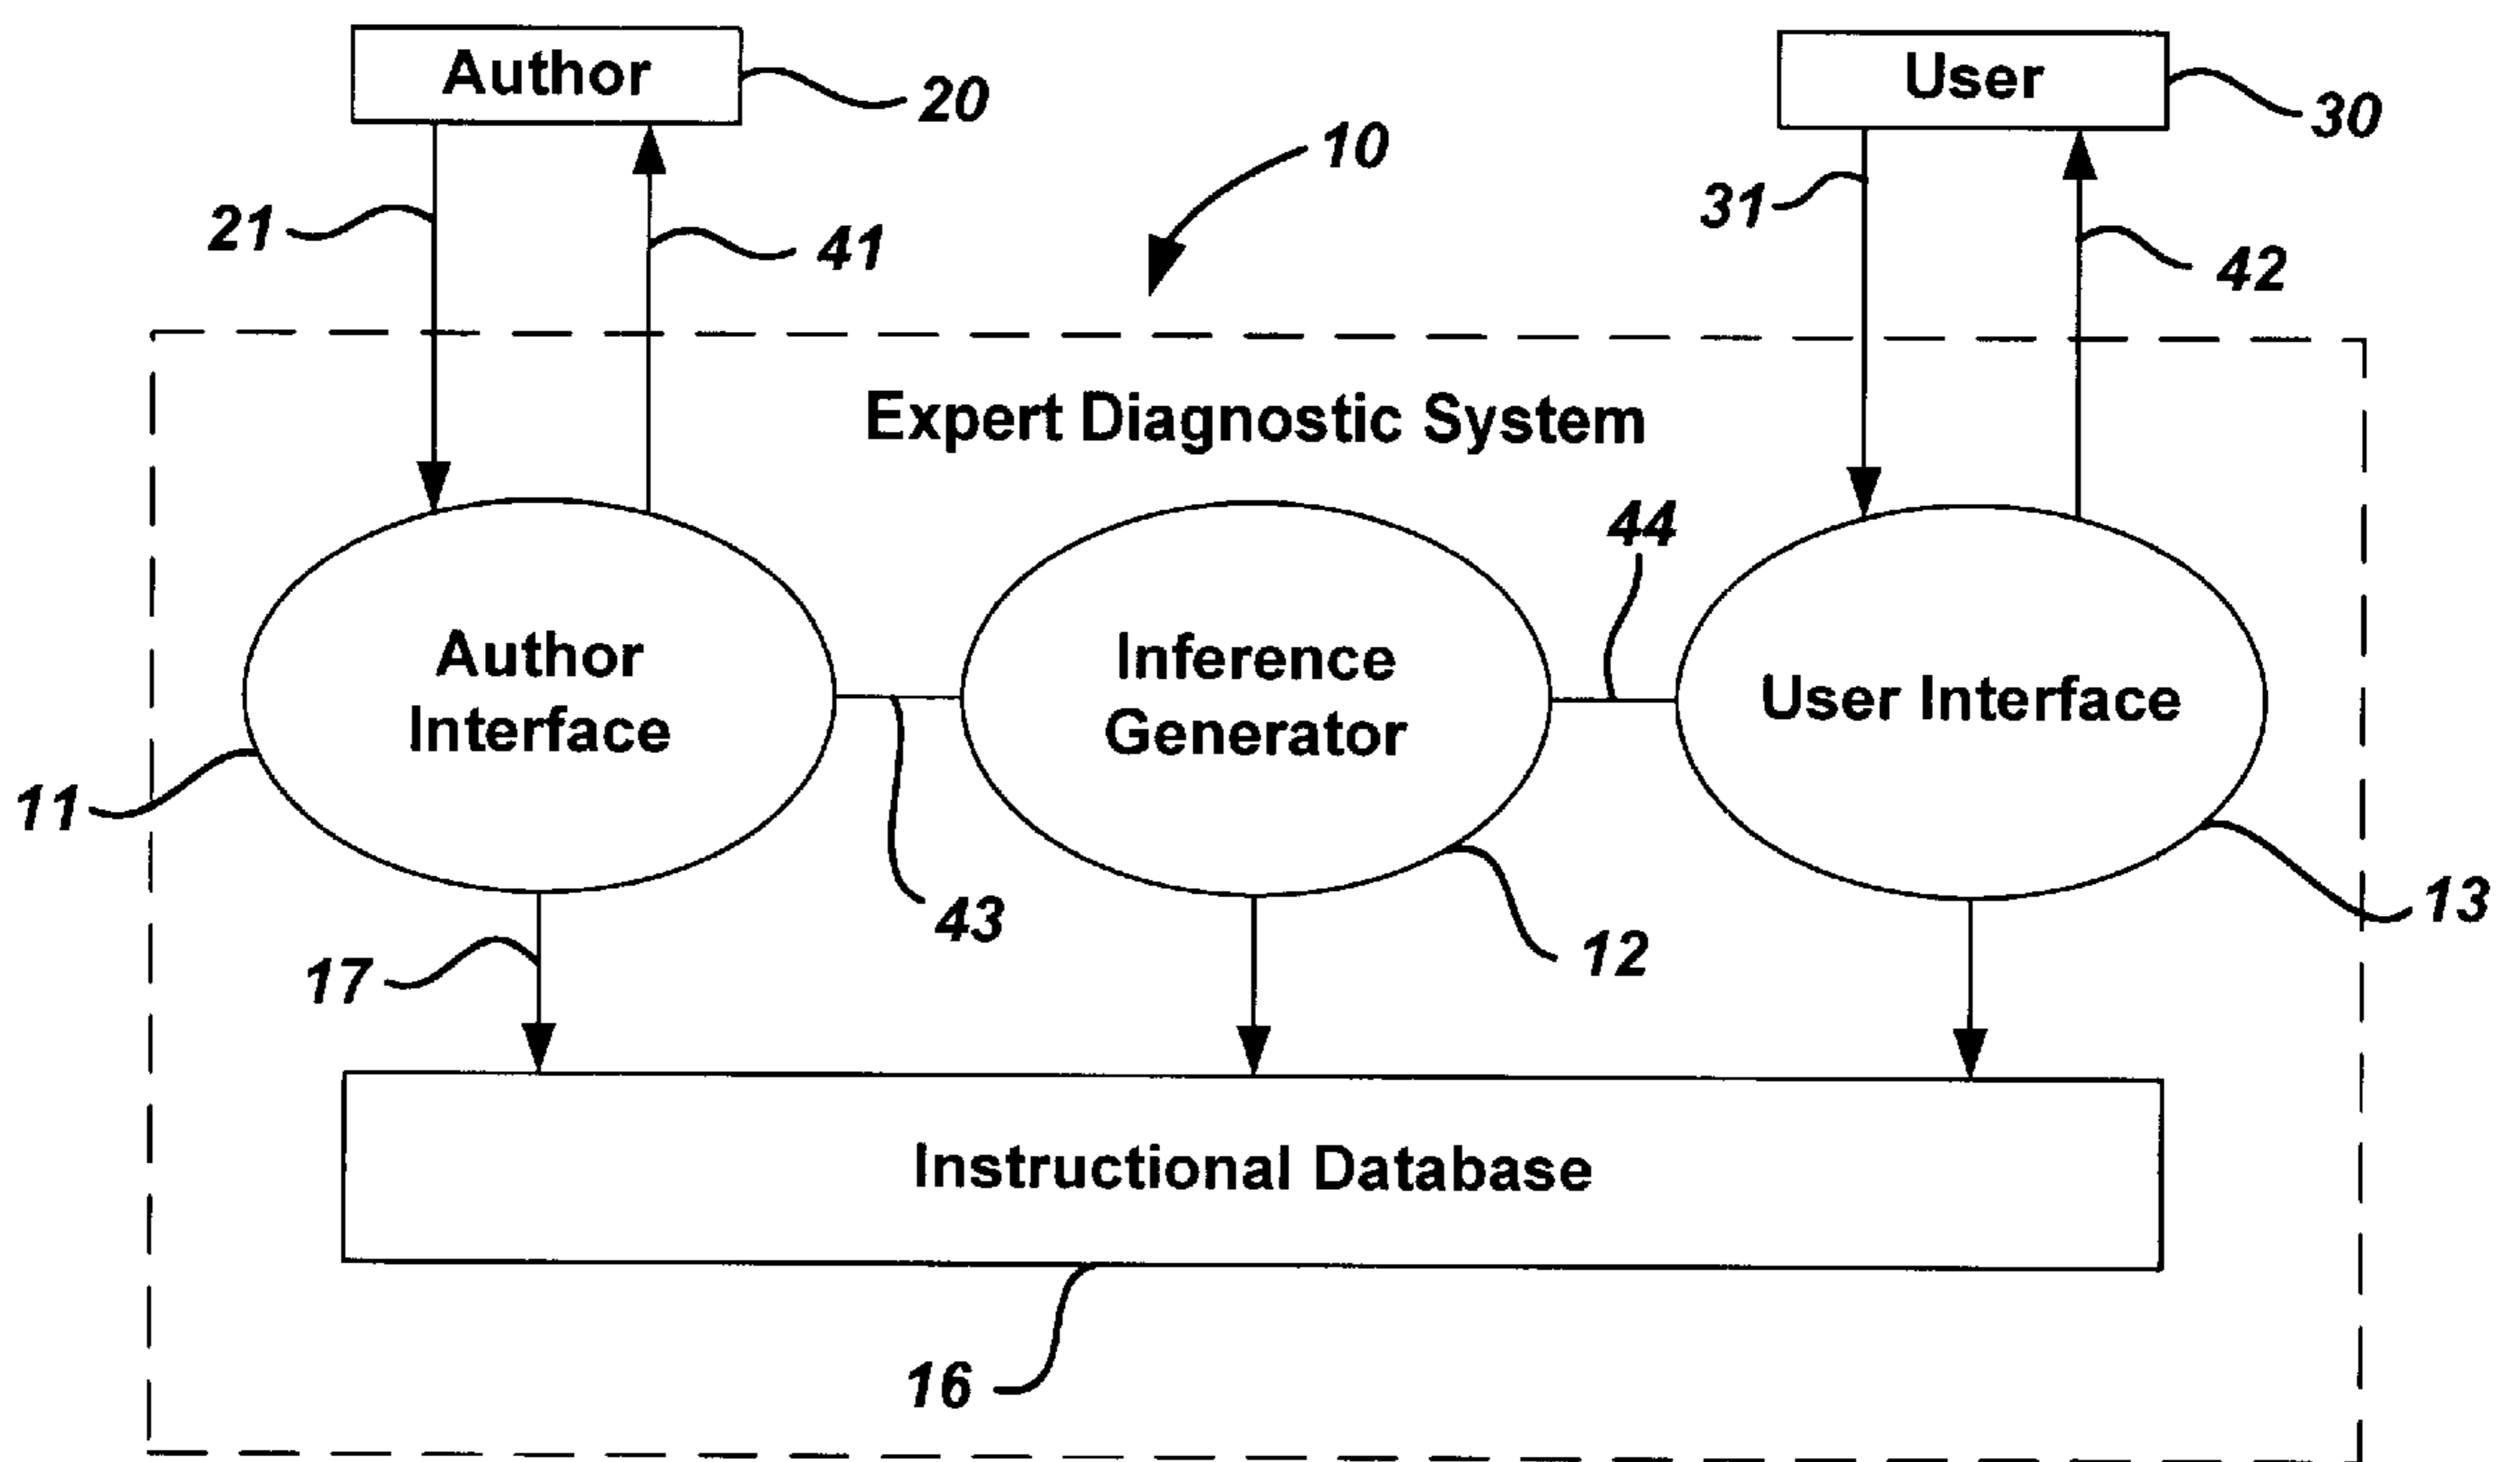 Author
20
User
30
10
21
41
31
42
Expert Diagnostic System
44
Author
Interface
Inference
Generator
User Interface
11
43
12
13
17
Instructional Database
16